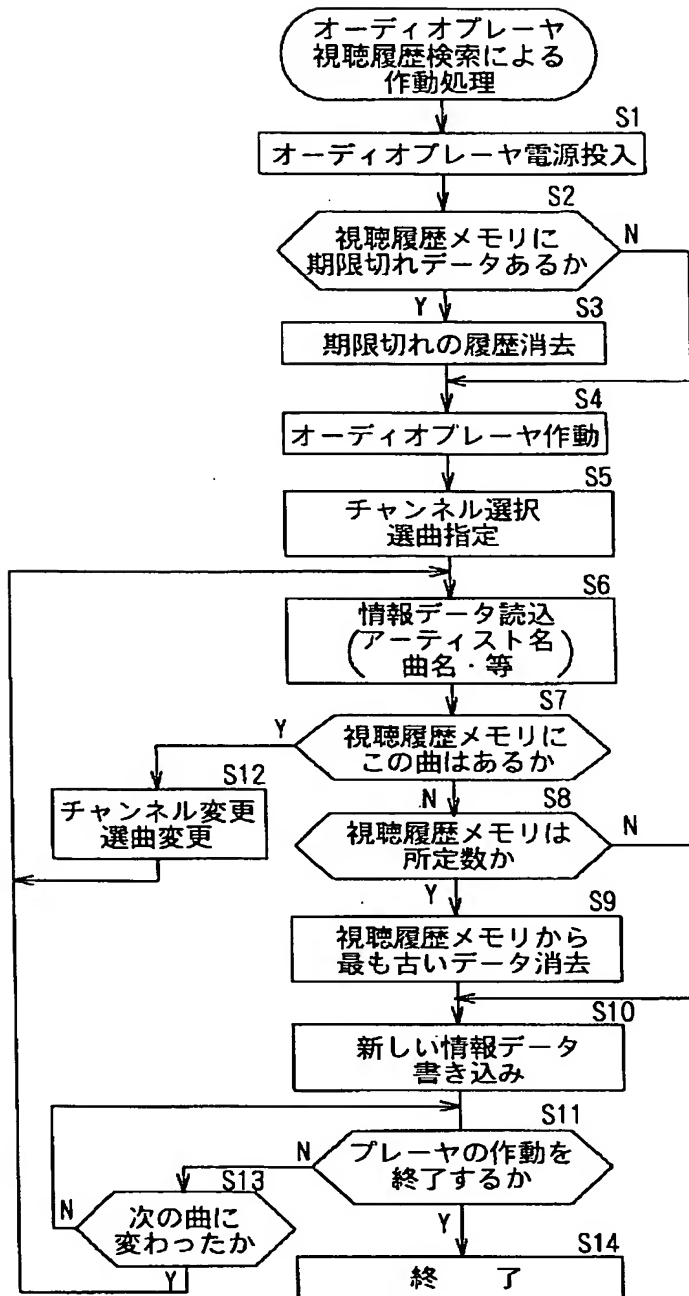 オーディオプレーヤ
視聴履歴検索による
作動処理
S1
オーディオプレーヤ電源投入
S2
視聴履歴メモリに
期限切れデータあるか
N
Y
S3
期限切れの履歴消去
S4
オーディオプレーヤ作動
S5
チャンネル選択
選曲指定
S6
情報データ読込
(アーティスト名
曲名・等)
S7
視聴履歴メモリに
この曲はあるか
Y
S12
チャンネル変更
選曲変更
N
S8
視聴履歴メモリは
所定数か
N
Y
S9
視聴履歴メモリから
最も古いデータ消去
S10
新しい情報データ
書き込み
S11
プレーヤの作動を
終了するか
N
S13
次の曲に
変わったか
N
Y
Y
S14
終 了